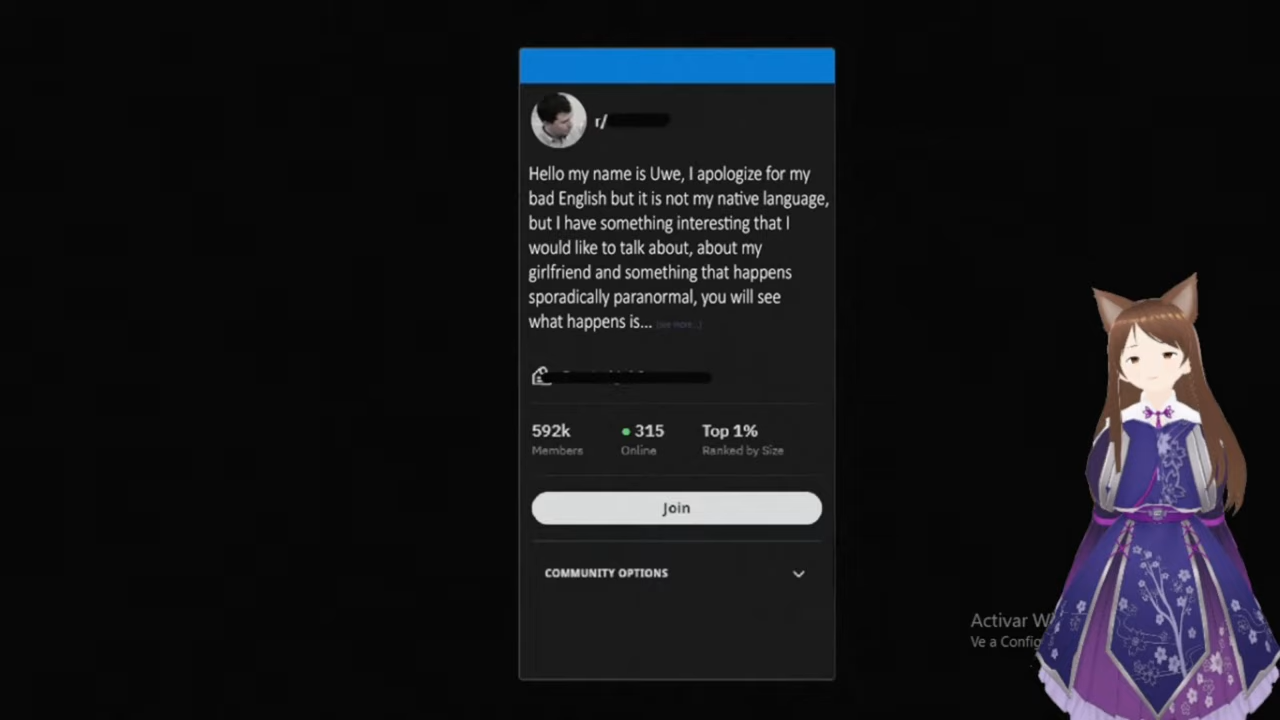 r/
Hello my name is Uwe, I apologize for my
bad English but it is not my native language,
but I have something interesting that I
would like to talk about, about my
girlfriend and something that happens
sporadically paranormal, you will see
what happens is... (see more...)
592k
Members
315
Online
Top 1%
Ranked by Size
Join
COMMUNITY OPTIONS
Activar W
Ve a Config